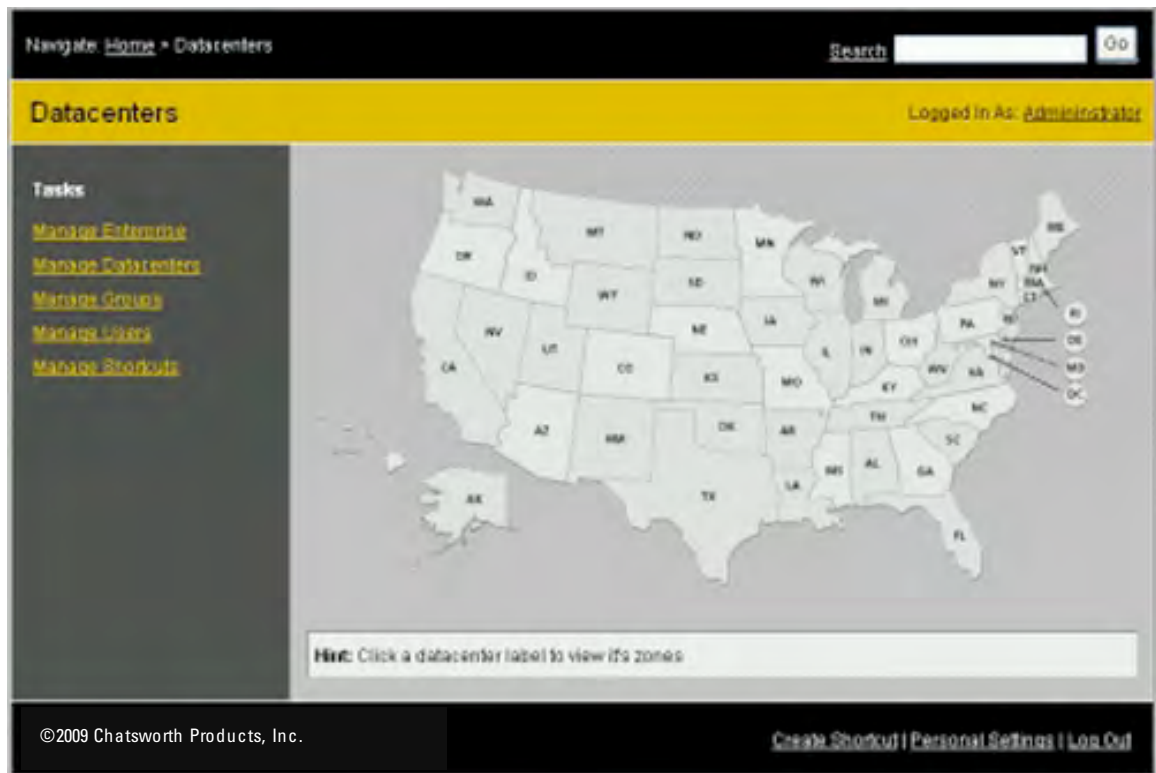 Navigate: Home > Datacenters
Search
Go
Datacenters
Logged In As: Admininstrator
Tasks
Manage Enterprise
Manage Datacenters
Manage Groups
Manage Users
Manage Shortcuts
WA
MT
ND
MN
ME
VT
NH
MA
CT
RI
OR
ID
WY
SD
WI
MI
NY
PA
NJ
DE
MD
DC
NV
UT
NE
IA
IL
IN
OH
WV
VA
CA
CO
KS
MO
KY
NC
TN
AZ
NM
OK
AR
SC
MS
AL
GA
LA
TX
AK
FL
Hint: Click a datacenter label to view it's zones
©2009 Chatsworth Products, Inc.
Create Shortcut | Personal Settings | Log Out